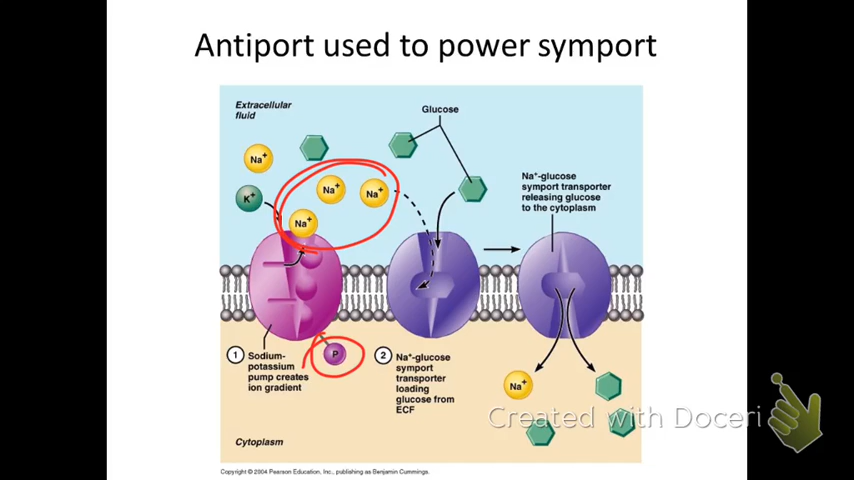 Antiport used to power symport
Extracellular
fluid
Glucose
Na+
K+
Na+
Na+
Na+
Na+-glucose
symport transporter
releasing glucose
to the cytoplasm
P
1 Sodium-
potassium
pump creates
ion gradient
2 Na+-glucose
symport
transporter
loading
glucose from
ECF
Na+
Created with Doceri
Cytoplasm
Copyright © 2004 Pearson Education, Inc., publishing as Benjamin Cummings.